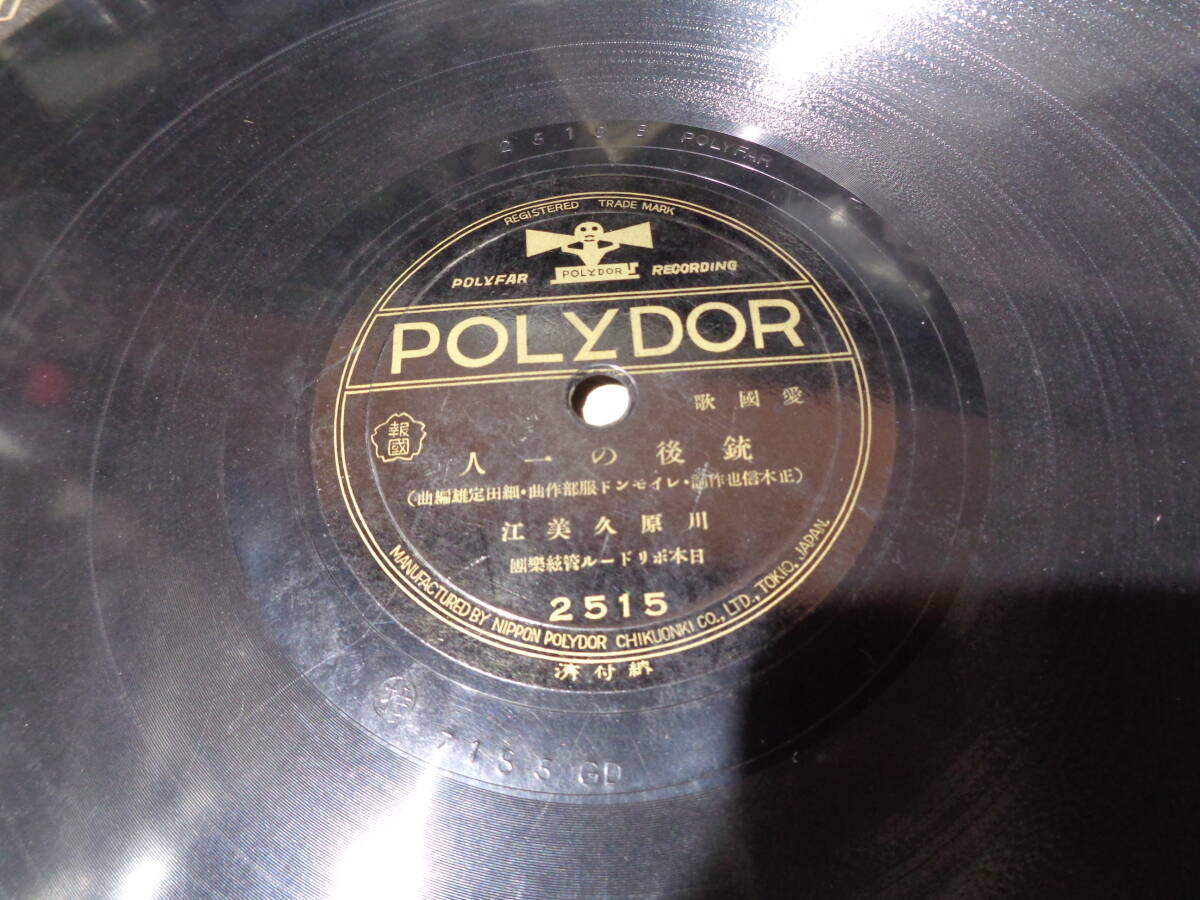 2515 B POLYFAR
REGISTERED TRADE MARK
POLYDOR
POLYFAR RECORDING
POLYDOR
愛國歌
報國
銃後の一人
(正木信也作詞・レイモンド服部作曲・細田定雄編曲)
川原久美江
日本ポリドール管絃樂團
2515
MANUFACTURED BY NIPPON POLYDOR CHIKUONKI CO., LTD., TOKIO, JAPAN.
納付済
GD